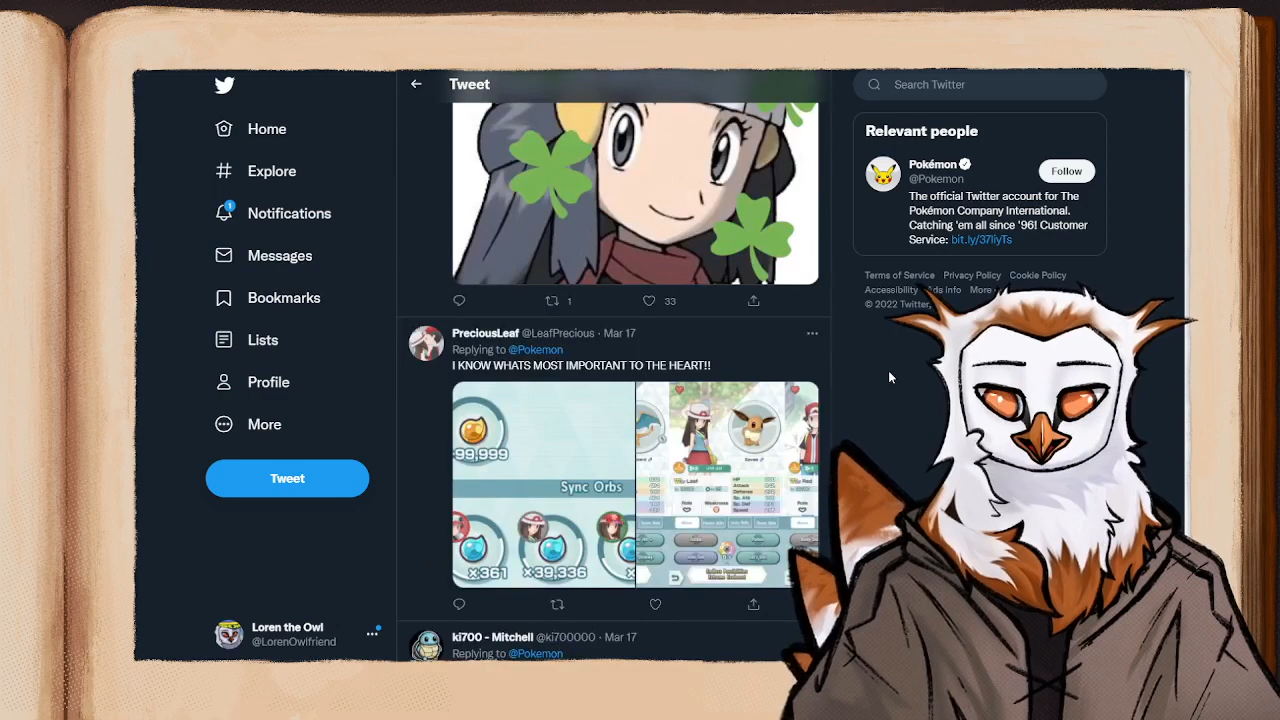 Home
Explore
1
Notifications
Messages
Bookmarks
Lists
Profile
More
Tweet
Loren the Owl
@LorenOwlfriend
Tweet
1
33
PreciousLeaf @LeafPrecious · Mar 17
Replying to @Pokemon
I KNOW WHATS MOST IMPORTANT TO THE HEART!!
99,999
Sync Orbs
x361
x39,336
ki700 - Mitchell @ki700000 · Mar 17
Replying to @Pokemon
Search Twitter
Relevant people
Pokémon
@Pokemon
Follow
The official Twitter account for The
Pokémon Company International.
Catching 'em all since '96! Customer
Service: bit.ly/37IiyTs
Terms of Service Privacy Policy Cookie Policy
Accessibility Ads info More
© 2022 Twitter,